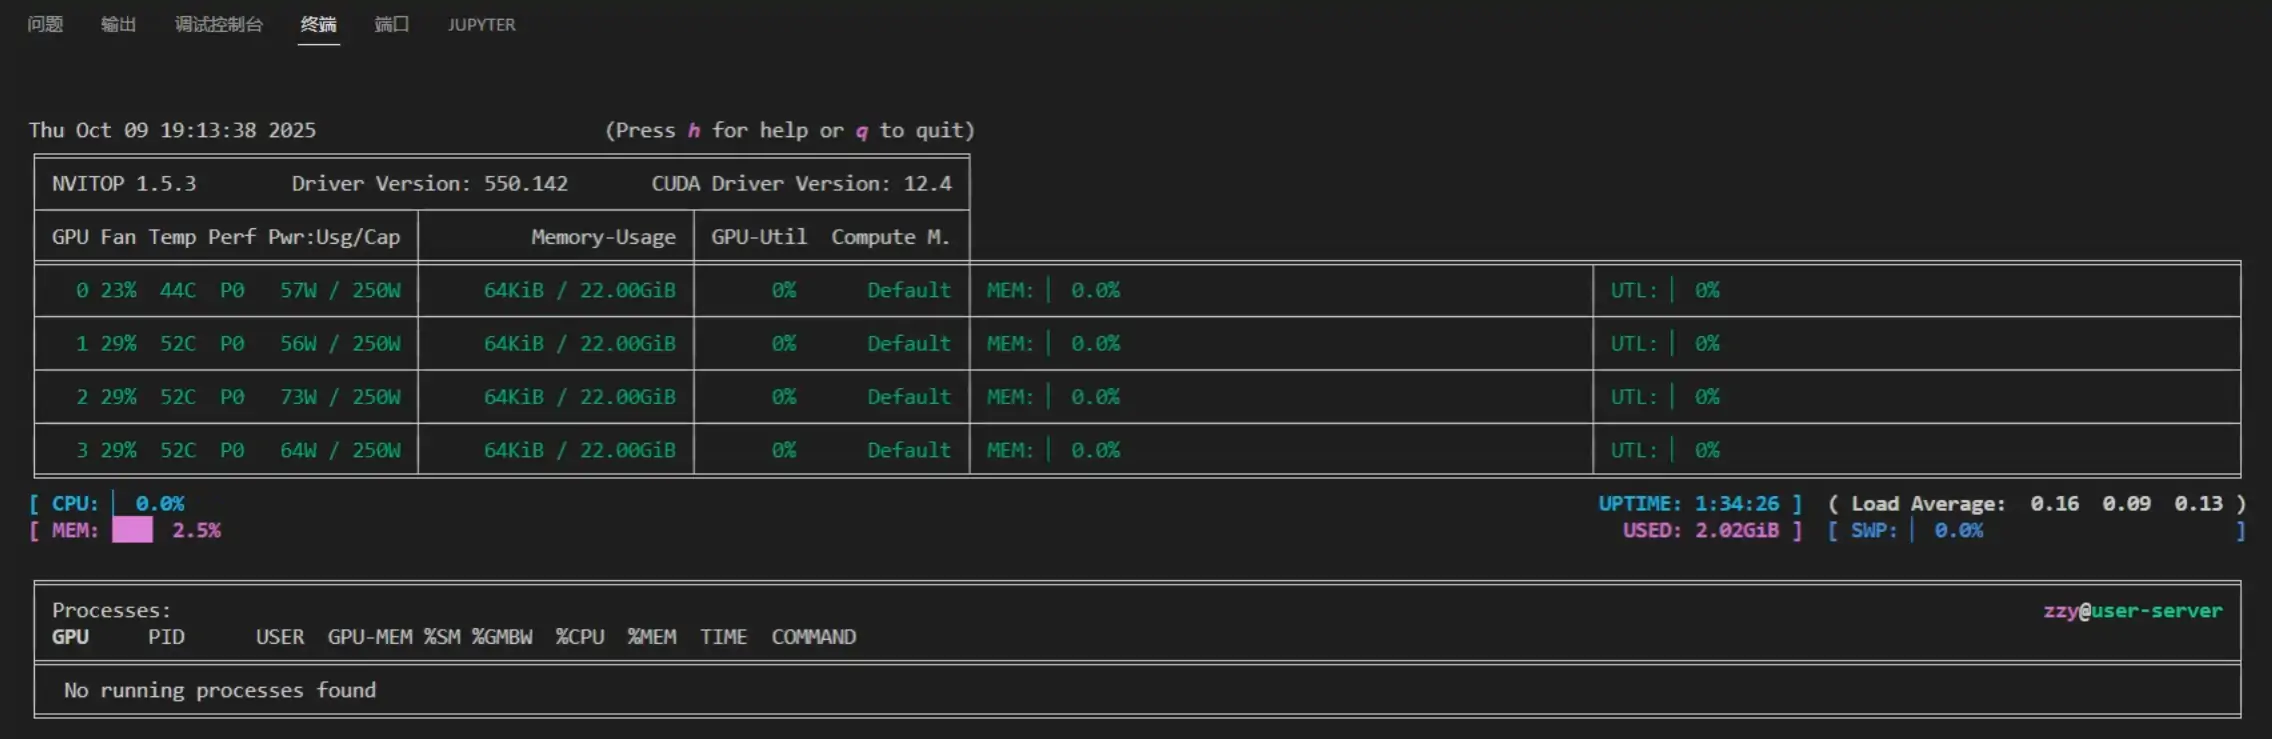 问题 输出 调试控制台 终端 端口 JUPYTER
Thu Oct 09 19:13:38 2025 (Press h for help or q to quit)
NVITOP 1.5.3 Driver Version: 550.142 CUDA Driver Version: 12.4
GPU Fan Temp Perf Pwr:Usg/Cap Memory-Usage GPU-Util Compute M.
0 23% 44C P0 57W / 250W 64KiB / 22.00GiB 0% Default MEM: 0.0% UTL: 0%
1 29% 52C P0 56W / 250W 64KiB / 22.00GiB 0% Default MEM: 0.0% UTL: 0%
2 29% 52C P0 73W / 250W 64KiB / 22.00GiB 0% Default MEM: 0.0% UTL: 0%
3 29% 52C P0 64W / 250W 64KiB / 22.00GiB 0% Default MEM: 0.0% UTL: 0%
[ CPU: 0.0% UPTIME: 1:34:26 ] ( Load Average: 0.16 0.09 0.13 )
[ MEM: 2.5% USED: 2.02GiB ] [ SWP: 0.0% ]
Processes: zzy@user-server
GPU PID USER GPU-MEM %SM %GMBW %CPU %MEM TIME COMMAND
No running processes found